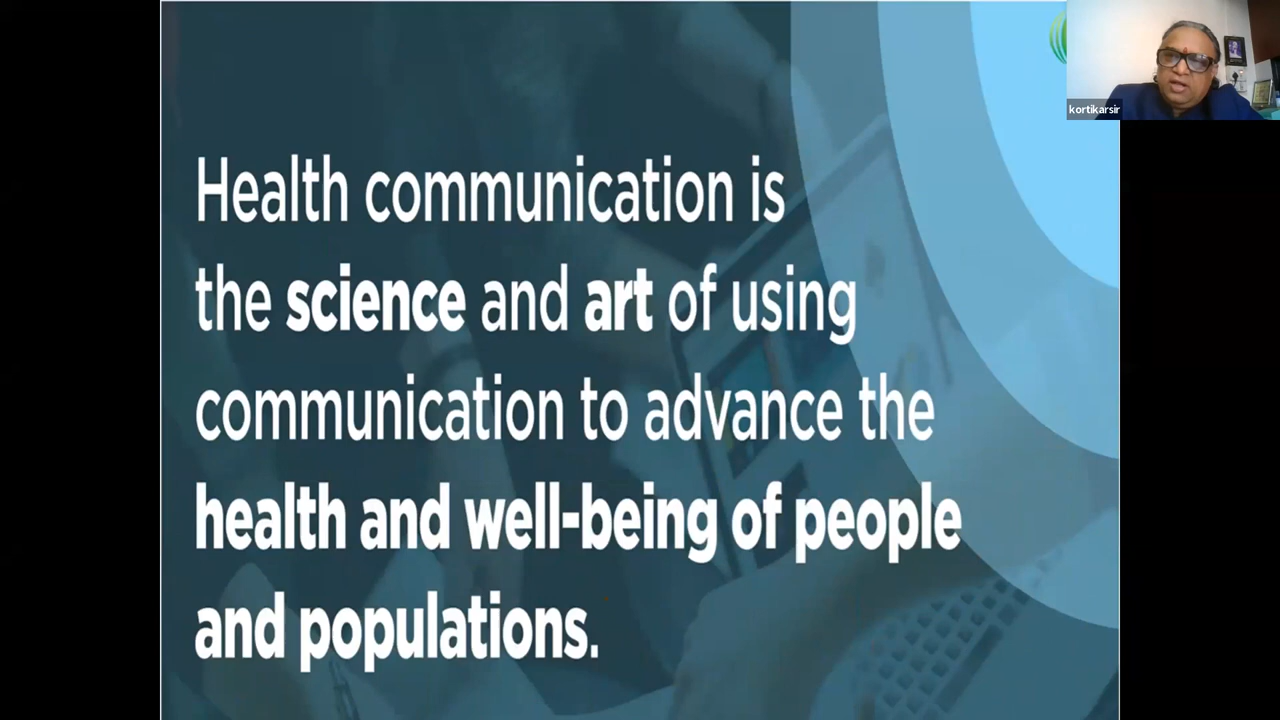 Health communication is
the science and art of using
communication to advance the
health and well-being of people
and populations.
kortikarsir